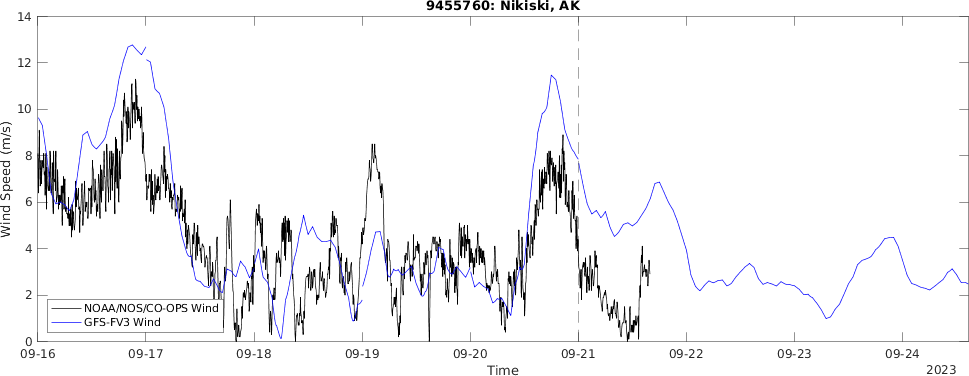 9455760: Nikiski, AK
Wind Speed (m/s)
14
12
10
8
6
4
2
0
NOAA/NOS/CO-OPS Wind
GFS-FV3 Wind
09-16 09-17 09-18 09-19 09-20 09-21 09-22 09-23 09-24
Time
2023